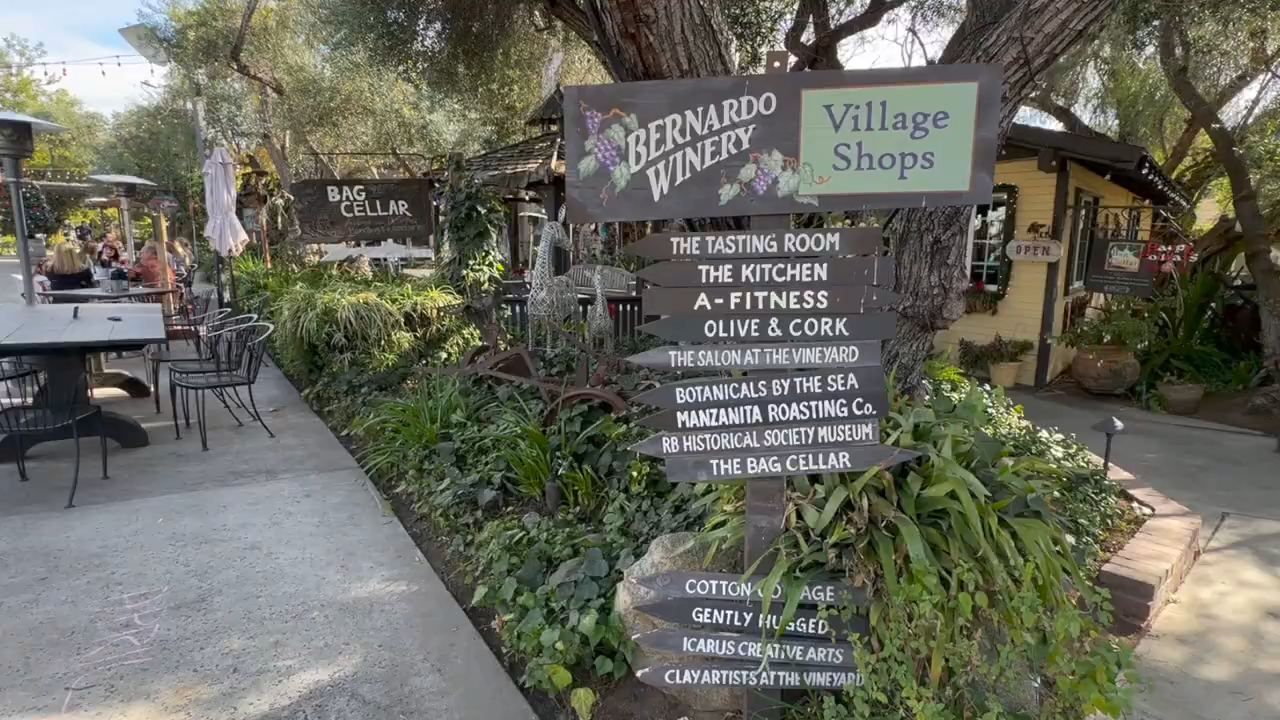 BERNARDO
WINERY
Village
Shops
BAG
CELLAR
OPEN
THE TASTING ROOM
THE KITCHEN
A-FITNESS
OLIVE & CORK
THE SALON AT THE VINEYARD
BOTANICALS BY THE SEA
MANZANITA ROASTING Co.
RB HISTORICAL SOCIETY MUSEUM
THE BAG CELLAR
COTTON COTTAGE
GENTLY HUGGED
ICARUS CREATIVE ARTS
CLAY ARTISTS AT THE VINEYARD